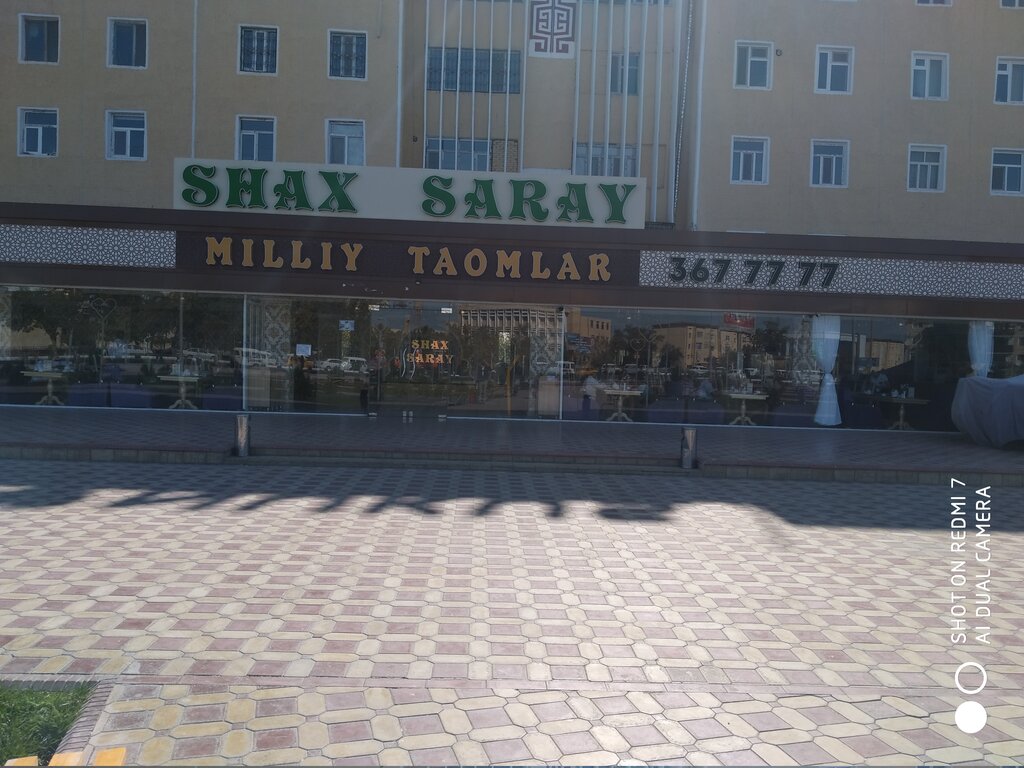 SHAX SARAY
MILLIY TAOMLAR
367 77 77
SHAX
SARAY
SHOT ON REDMI 7
AI DUAL CAMERA